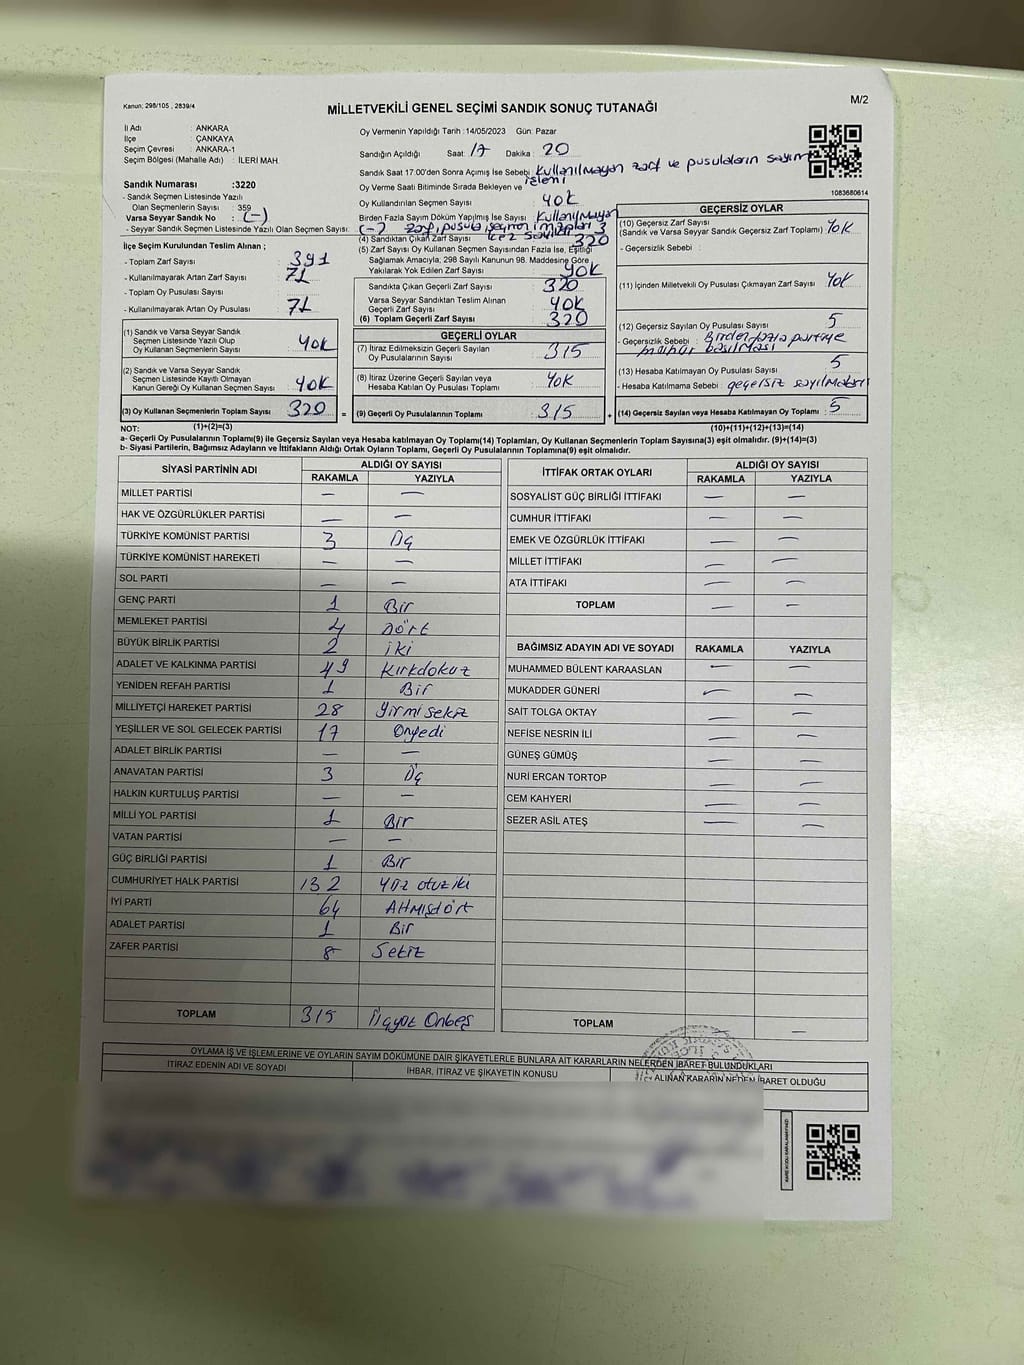 Kanun; 298/105 , 2839/4
MİLLETVEKİLİ GENEL SEÇİMİ SANDIK SONUÇ TUTANAĞI
M/2
İl Adı : ANKARA
İlçe : ÇANKAYA
Seçim Çevresi : ANKARA-1
Seçim Bölgesi (Mahalle Adı) : İLERİ MAH.
Oy Vermenin Yapıldığı Tarih :14/05/2023 Gün: Pazar
Sandığın Açıldığı Saat: 17 Dakika : 20
Sandık Saat 17.00'den Sonra Açımış İse Sebebi : Kullanılmayan zarf ve pusulaların sayım
işlemi
Oy Verme Saati Bitiminde Sırada Bekleyen ve
Oy Kullandırılan Seçmen Sayısı : YOK
Birden Fazla Sayım Döküm Yapılmış İse Sayısı : Kullanılmayan
zarf, pusula, seçmen imzaları 3
kez sayıldı
1083680614
Sandık Numarası :3220
- Sandık Seçmen Listesinde Yazılı
Olan Seçmenlerin Sayısı : 359
Varsa Seyyar Sandık No : (-)
- Seyyar Sandık Seçmen Listesinde Yazılı Olan Seçmen Sayısı: (-)
İlçe Seçim Kurulundan Teslim Alınan ;
- Toplam Zarf Sayısı : 391
- Kullanılmayarak Artan Zarf Sayısı : 71
- Toplam Oy Pusulası Sayısı :
- Kullanılmayarak Artan Oy Pusulası : 71
(1) Sandık ve Varsa Seyyar Sandık
Seçmen Listesinde Yazılı Olup
Oy Kullanan Seçmenlerin Sayısı : YOK
(2) Sandık ve Varsa Seyyar Sandık
Seçmen Listesinde Kayıtlı Olmayan
Kanun Gereği Oy Kullanan Seçmen Sayısı : YOK
(3) Oy Kullanan Seçmenlerin Toplam Sayısı : 320
(1)+(2)=(3)
(4) Sandıktan Çıkan Zarf Sayısı : 320
(5) Zarf Sayısı Oy Kullanan Seçmen Sayısından Fazla İse, Eşitliği
Sağlamak Amacıyla; 298 Sayılı Kanunun 98. Maddesine Göre
Yakılarak Yok Edilen Zarf Sayısı : YOK
Sandıkta Çıkan Geçerli Zarf Sayısı : 320
Varsa Seyyar Sandıktan Teslim Alınan
Geçerli Zarf Sayısı : YOK
(6) Toplam Geçerli Zarf Sayısı : 320
GEÇERLİ OYLAR
(7) İtiraz Edilmeksizin Geçerli Sayılan
Oy Pusulalarının Sayısı : 315
(8) İtiraz Üzerine Geçerli Sayılan veya
Hesaba Katılan Oy Pusulası Toplamı : YOK
= (9) Geçerli Oy Pusulalarının Toplamı : 315
GEÇERSİZ OYLAR
(10) Geçersiz Zarf Sayısı
(Sandık ve Varsa Seyyar Sandık Geçersiz Zarf Toplamı) : YOK
- Geçersizlik Sebebi :
(11) İçinden Milletvekili Oy Pusulası Çıkmayan Zarf Sayısı : YOK
(12) Geçersiz Sayılan Oy Pusulası Sayısı : 5
- Geçersizlik Sebebi : Birden fazla partiye
mühür basılması
(13) Hesaba Katılmayan Oy Pusulası Sayısı : 5
- Hesaba Katılmama Sebebi : geçersiz sayılmaları
+ (14) Geçersiz Sayılan veya Hesaba Katılmayan Oy Toplamı : 5
(10)+(11)+(12)+(13)=(14)
NOT:
a- Geçerli Oy Pusulalarının Toplamı(9) ile Geçersiz Sayılan veya Hesaba katılmayan Oy Toplamı(14) Toplamları, Oy Kullanan Seçmenlerin Toplam Sayısına(3) eşit olmalıdır. (9)+(14)=(3)
b- Siyasi Partilerin, Bağımsız Adayların ve İttifakların Aldığı Ortak Oyların Toplamı, Geçerli Oy Pusulalarının Toplamına(9) eşit olmalıdır.
SİYASİ PARTİNİN ADI ALDIĞI OY SAYISI
RAKAMLA YAZIYLA
MİLLET PARTİSİ — —
HAK VE ÖZGÜRLÜKLER PARTİSİ — —
TÜRKİYE KOMÜNİST PARTİSİ 3 Üç
TÜRKİYE KOMÜNİST HAREKETİ — —
SOL PARTİ — —
GENÇ PARTİ 1 Bir
MEMLEKET PARTİSİ 4 Dört
BÜYÜK BİRLİK PARTİSİ 2 iki
ADALET VE KALKINMA PARTİSİ 49 Kırkdokuz
YENİDEN REFAH PARTİSİ 1 Bir
MİLLİYETÇİ HAREKET PARTİSİ 28 Yirmi sekiz
YEŞİLLER VE SOL GELECEK PARTİSİ 17 Onyedi
ADALET BİRLİK PARTİSİ — —
ANAVATAN PARTİSİ 3 Üç
HALKIN KURTULUŞ PARTİSİ — —
MİLLİ YOL PARTİSİ 1 Bir
VATAN PARTİSİ — —
GÜÇ BİRLİĞİ PARTİSİ 1 Bir
CUMHURİYET HALK PARTİSİ 132 Yüz otuz iki
İYİ PARTİ 64 Altmışdört
ADALET PARTİSİ 1 Bir
ZAFER PARTİSİ 8 Sekiz
TOPLAM 315 Üçyüz Onbeş
İTTİFAK ORTAK OYLARI ALDIĞI OY SAYISI
RAKAMLA YAZIYLA
SOSYALİST GÜÇ BİRLİĞİ İTTİFAKI — —
CUMHUR İTTİFAKI — —
EMEK VE ÖZGÜRLÜK İTTİFAKI — —
MİLLET İTTİFAKI — —
ATA İTTİFAKI — —
TOPLAM — —
BAĞIMSIZ ADAYIN ADI VE SOYADI RAKAMLA YAZIYLA
MUHAMMED BÜLENT KARAASLAN — —
MUKADDER GÜNERİ — —
SAİT TOLGA OKTAY — —
NEFİSE NESRİN İLİ — —
GÜNEŞ GÜMÜŞ — —
NURİ ERCAN TORTOP — —
CEM KAHYERİ — —
SEZER ASİL ATEŞ — —
TOPLAM — —
OYLAMA İŞ VE İŞLEMLERİNE VE OYLARIN SAYIM DÖKÜMÜNE DAİR ŞİKAYETLERLE BUNLARA AİT KARARLARIN NELERDEN İBARET BULUNDUKLARI
İTİRAZ EDENİN ADI VE SOYADI İHBAR, İTİRAZ VE ŞİKAYETİN KONUSU ALINAN KARARIN NEDEN İBARET OLDUĞU